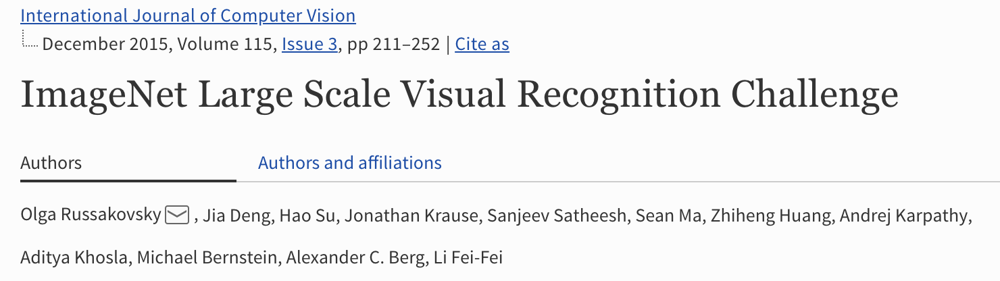 International Journal of Computer Vision
December 2015, Volume 115, Issue 3, pp 211–252 | Cite as
ImageNet Large Scale Visual Recognition Challenge
Authors Authors and affiliations
Olga Russakovsky , Jia Deng, Hao Su, Jonathan Krause, Sanjeev Satheesh, Sean Ma, Zhiheng Huang, Andrej Karpathy,
Aditya Khosla, Michael Bernstein, Alexander C. Berg, Li Fei-Fei